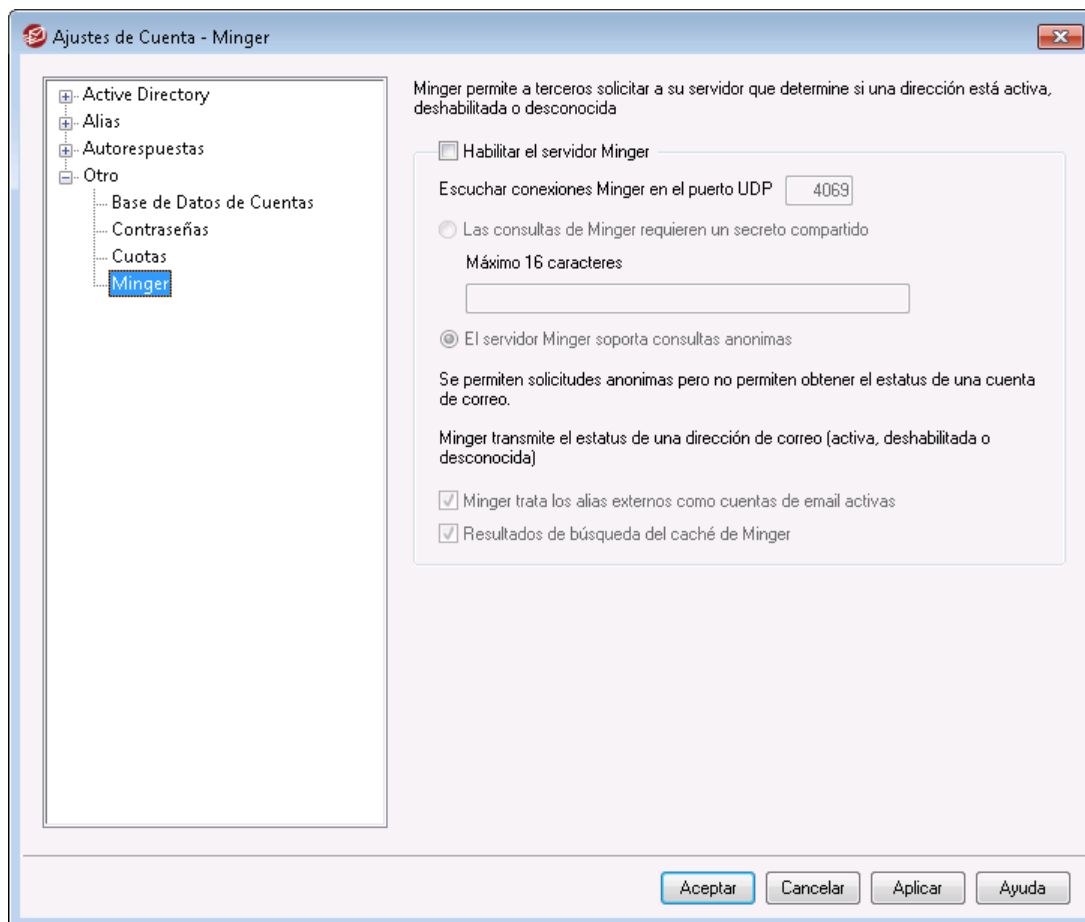 Ajustes de Cuenta - Minger
Active Directory
Alias
Autorespuestas
Otro
Base de Datos de Cuentas
Contraseñas
Cuotas
Minger
Minger permite a terceros solicitar a su servidor que determine si una dirección está activa,
deshabilitada o desconocida
Habilitar el servidor Minger
Escuchar conexiones Minger en el puerto UDP 4069
Las consultas de Minger requieren un secreto compartido
Máximo 16 caracteres
El servidor Minger soporta consultas anonimas
Se permiten solicitudes anonimas pero no permiten obtener el estatus de una cuenta
de correo.
Minger transmite el estatus de una dirección de correo (activa, deshabilitada o
desconocida)
Minger trata los alias externos como cuentas de email activas
Resultados de búsqueda del caché de Minger
Aceptar Cancelar Aplicar Ayuda